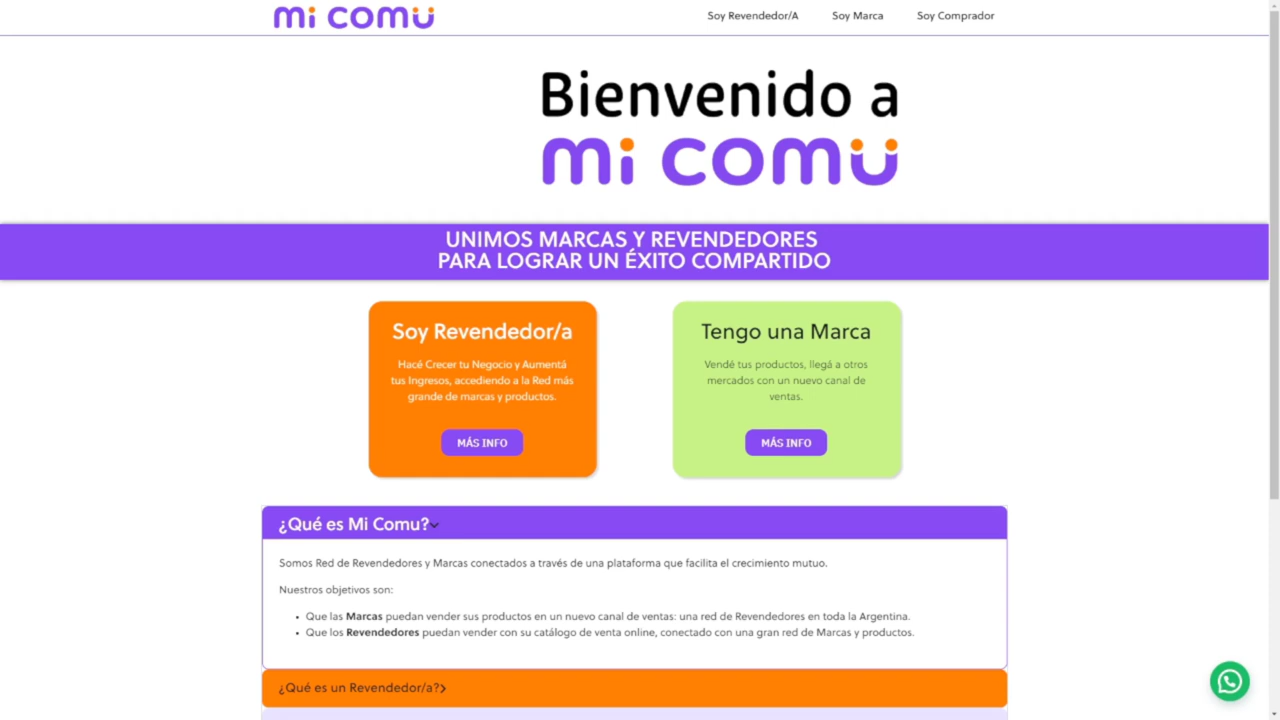 mi comu
Soy Revendedor/A
Soy Marca
Soy Comprador
Bienvenido a
mi comu
UNIMOS MARCAS Y REVENDEDORES
PARA LOGRAR UN ÉXITO COMPARTIDO
Soy Revendedor/a
Hacé Crecer tu Negocio y Aumentá
tus Ingresos, accediendo a la Red más
grande de marcas y productos.
MÁS INFO
Tengo una Marca
Vendé tus productos, llegá a otros
mercados con un nuevo canal de
ventas.
MÁS INFO
¿Qué es Mi Comu?
Somos Red de Revendedores y Marcas conectados a través de una plataforma que facilita el crecimiento mutuo.
Nuestros objetivos son:
• Que las Marcas puedan vender sus productos en un nuevo canal de ventas: una red de Revendedores en toda la Argentina.
• Que los Revendedores puedan vender con su catálogo de venta online, conectado con una gran red de Marcas y productos.
¿Qué es un Revendedor/a?